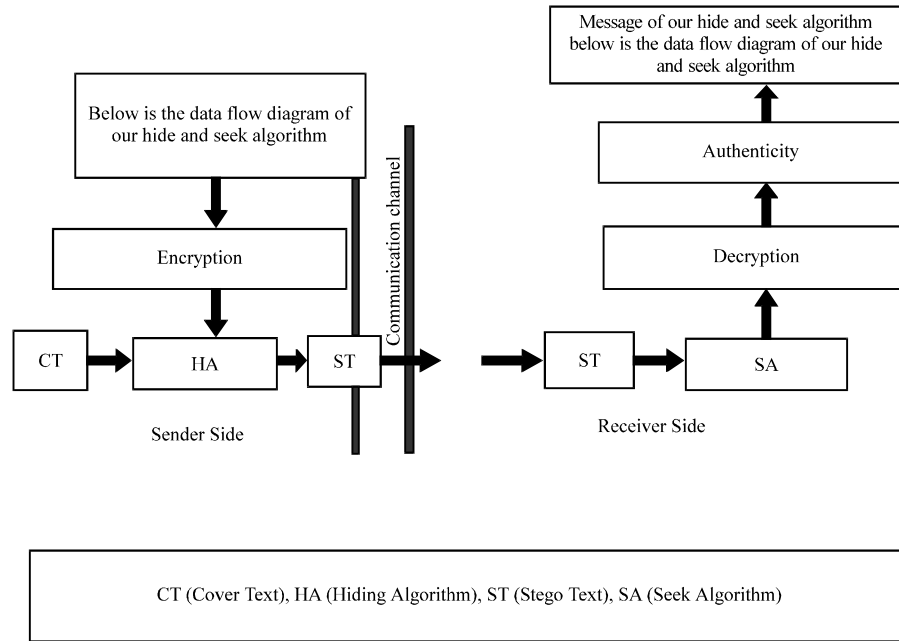 Below is the data flow diagram of
our hide and seek algorithm
Encryption
CT
HA
ST
Communication channel
Sender Side
Message of our hide and seek algorithm
below is the data flow diagram of our hide
and seek algorithm
Authenticity
Decryption
ST
SA
Receiver Side
CT (Cover Text), HA (Hiding Algorithm), ST (Stego Text), SA (Seek Algorithm)